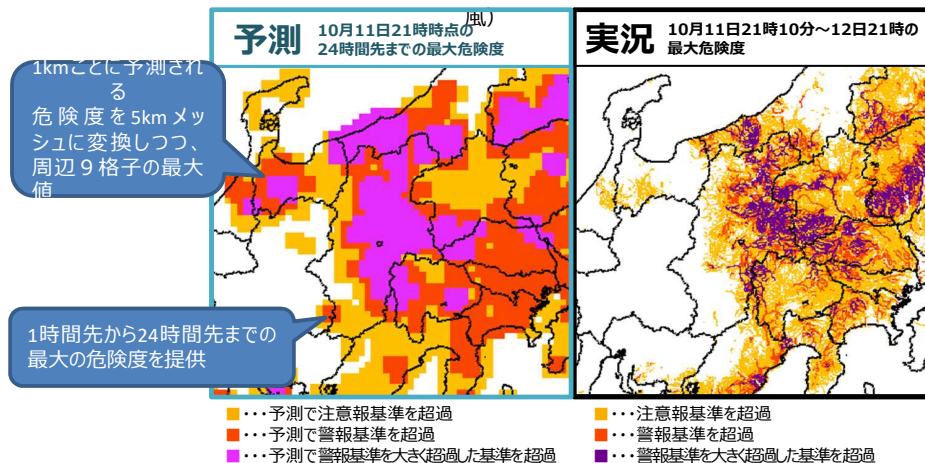 風）
予測
10月11日21時時点の
24時間先までの最大危険度
実況
10月11日21時10分～12日21時の
最大危険度
1kmごとに予測され
る
危険度を5kmメッ
シュに変換しつつ、
周辺９格子の最大
値
1時間先から24時間先までの
最大の危険度を提供
■･･･予測で注意報基準を超過
■･･･予測で警報基準を超過
■･･･予測で警報基準を大きく超過した基準を超過
■･･･注意報基準を超過
■･･･警報基準を超過
■･･･警報基準を大きく超過した基準を超過